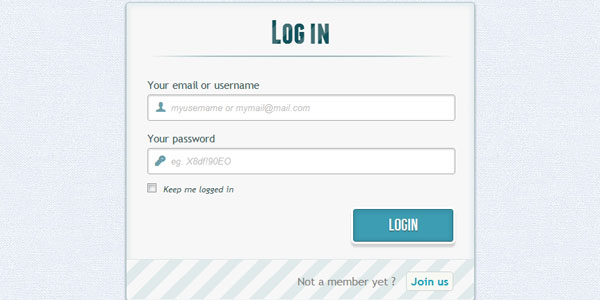 Log in
Your email or username
myusername or mymail@mail.com
Your password
eg. X8df!90EO
Keep me logged in
LOGIN
Not a member yet ? Join us